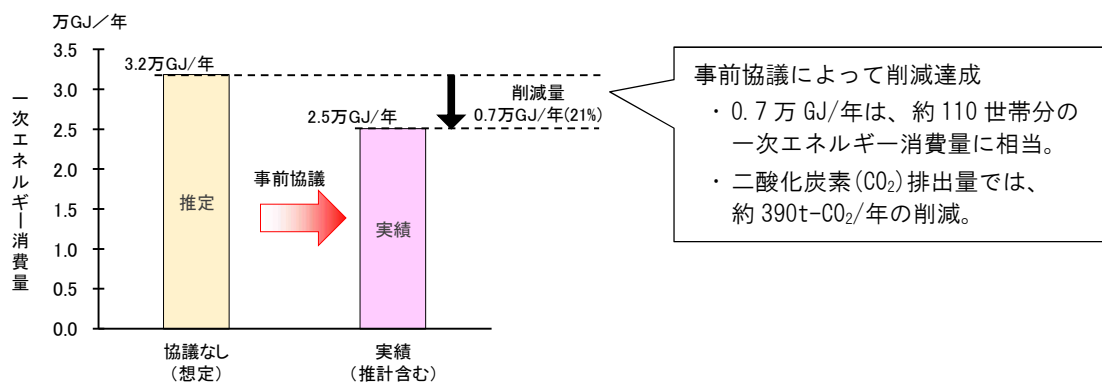 万GJ／年
3.5
3.0
2.5
2.0
1.5
1.0
0.5
0.0
一次エネルギー消費量
3.2万GJ/年
推定
事前協議
2.5万GJ/年
実績
削減量
0.7万GJ/年(21%)
協議なし
（想定）
実績
（推計含む）
事前協議によって削減達成
・0.7万GJ/年は、約110世帯分の
一次エネルギー消費量に相当。
・二酸化炭素(CO₂)排出量では、
約390t-CO₂/年の削減。